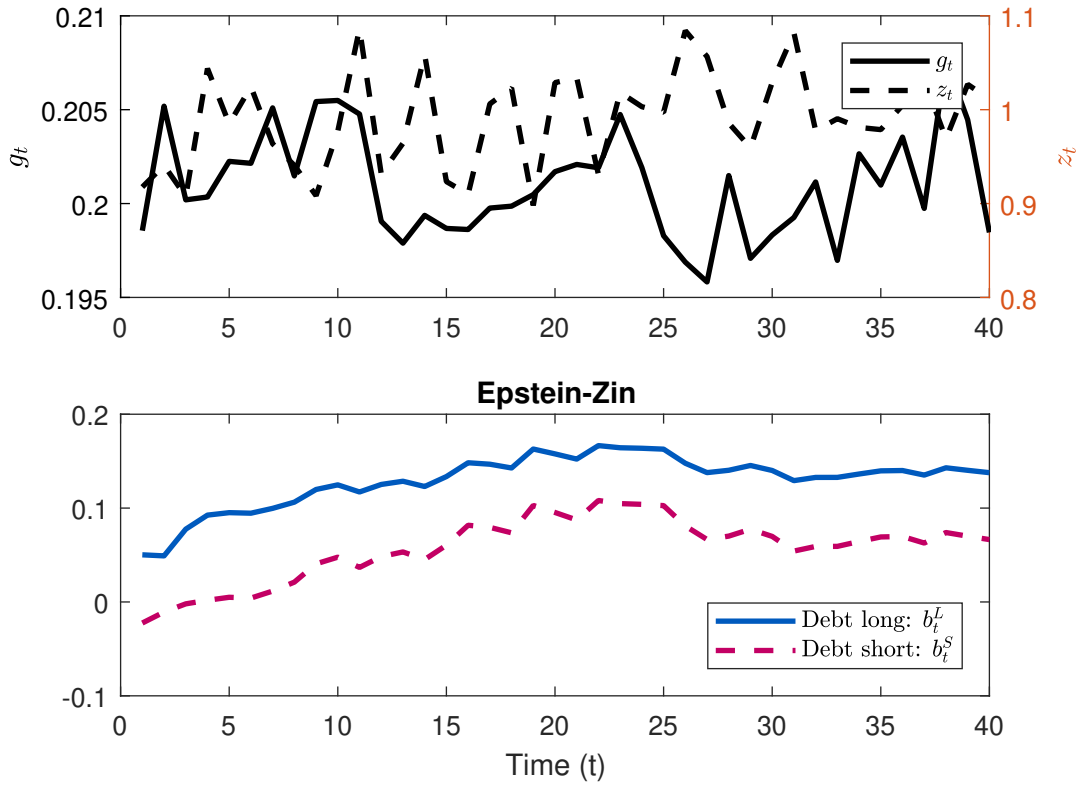 0.21
0.205
0.2
0.195
g_t
1.1
1
0.9
0.8
z_t
g_t
z_t
0 5 10 15 20 25 30 35 40
Epstein-Zin
0.2
0.1
0
-0.1
Debt long: b_t^L
Debt short: b_t^S
0 5 10 15 20 25 30 35 40
Time (t)